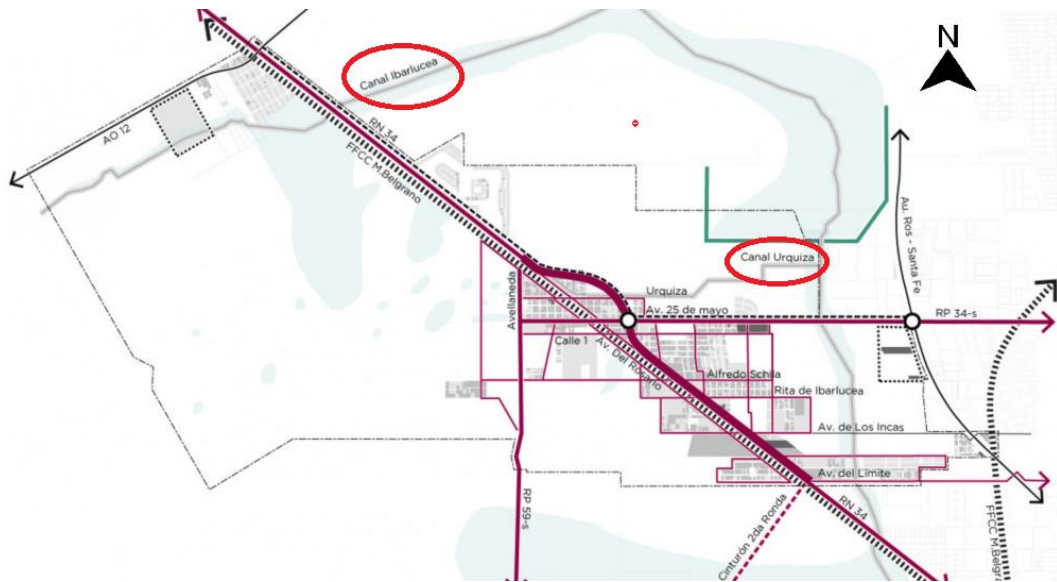 N
Canal Ibarlucea
AO 12
RN 34
FFCC M.Belgrano
Au. Ros - Santa Fe
Canal Urquiza
Urquiza
Avellaneda
Av. 25 de mayo
RP 34-s
Calle 1
Av. Del Rosario
Alfredo Schila
Rita de Ibarlucea
Av. de Los Incas
Av. del Limite
RP 59-s
RN 34
Cinturón 2da Ronda
FFCC M.Belgrano